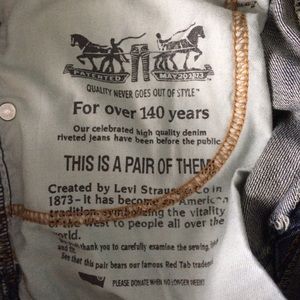 PATENTED MAY 20 1873
QUALITY NEVER GOES OUT OF STYLE™
For over 140 years
Our celebrated high quality denim
riveted jeans have been before the public
THIS IS A PAIR OF THEM!
Created by Levi Strauss & Co in
1873-It has become an American
tradition, symbolizing the vitality
of the West to people all over the
world.
thank you to carefully examine the sewing,
See that this pair bears our famous Red Tab
PLEASE DONATE WHEN NO LONGER